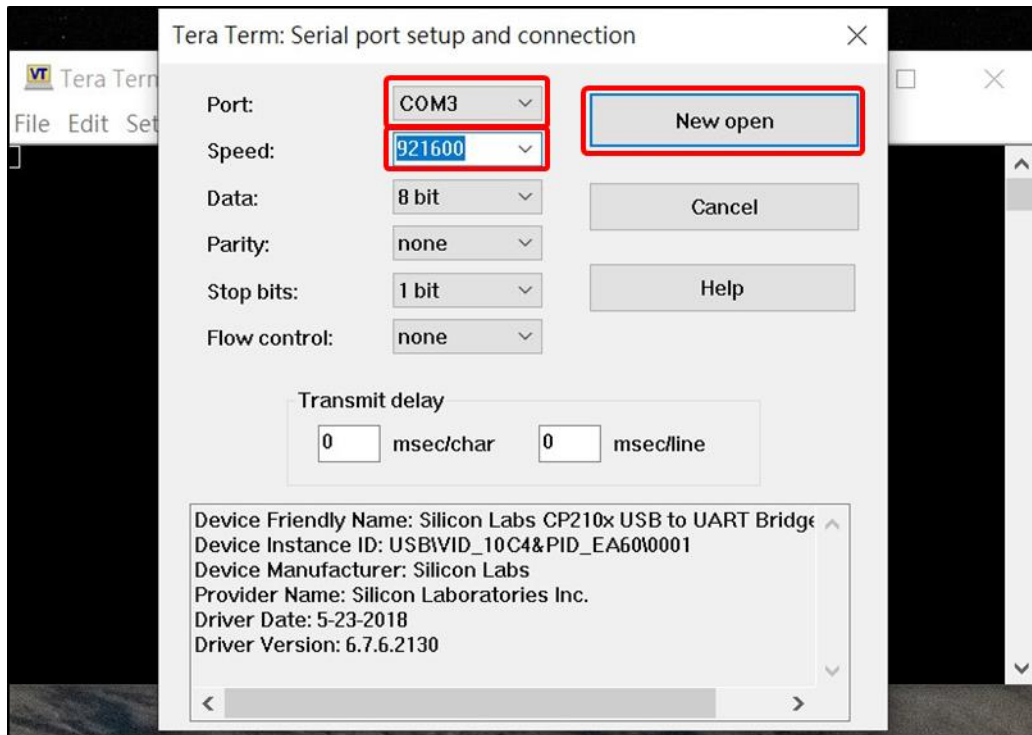 Tera Term: Serial port setup and connection
VT Tera Tern
File Edit Set
Port: COM3
New open
Speed: 921600
Data: 8 bit
Cancel
Parity: none
Stop bits: 1 bit
Help
Flow control: none
Transmit delay
0 msec/char 0 msec/line
Device Friendly Name: Silicon Labs CP210x USB to UART Bridge
Device Instance ID: USB\VID_10C4&PID_EA60\0001
Device Manufacturer: Silicon Labs
Provider Name: Silicon Laboratories Inc.
Driver Date: 5-23-2018
Driver Version: 6.7.6.2130